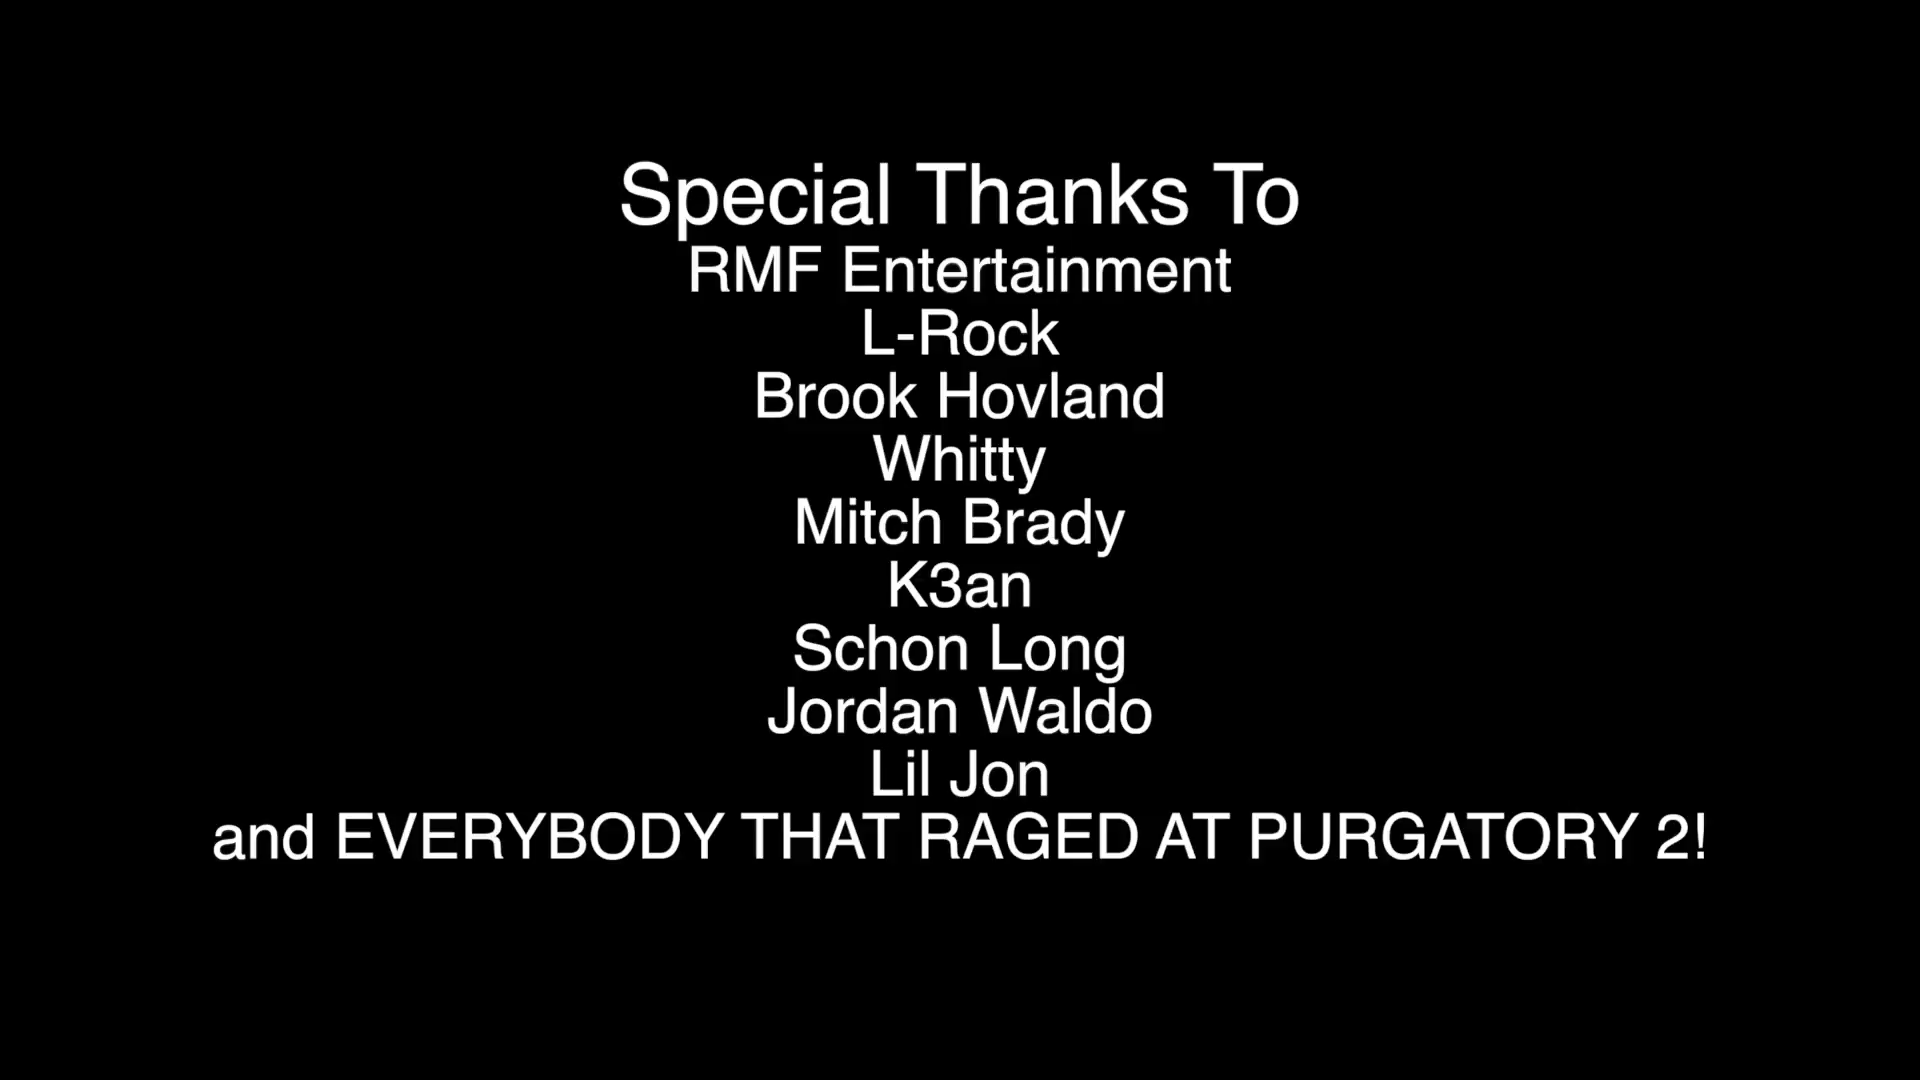 Special Thanks To
RMF Entertainment
L-Rock
Brook Hovland
Whitty
Mitch Brady
K3an
Schon Long
Jordan Waldo
Lil Jon
and EVERYBODY THAT RAGED AT PURGATORY 2!